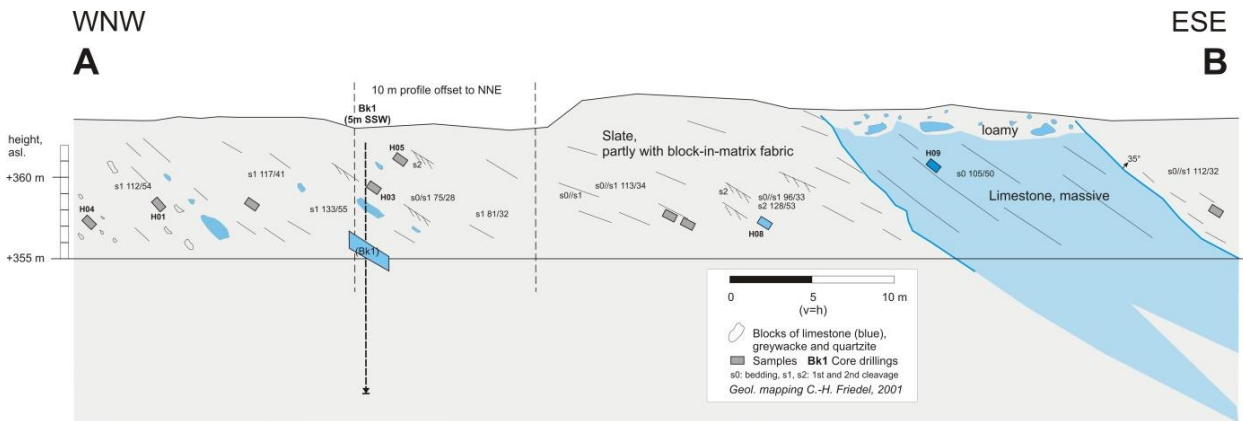 WNW
ESE
A
B
10 m profile offset to NNE
Bk1
(5m SSW)
height,
asl.
+360 m
+355 m
H04
s1 112/54
H01
s1 117/41
s1 133/55
H05
s2
H03
s0/s1 75/28
(Bk1)
s1 81/32
Slate,
partly with block-in-matrix fabric
s0//s1
s0//s1 113/34
s2
s0//s1 96/33
s2 128/53
H08
loamy
H09
s0 105/50
Limestone, massive
35°
s0//s1 112/32
0 5 10 m
(v=h)
Blocks of limestone (blue),
greywacke and quartzite
Samples Bk1 Core drillings
s0: bedding, s1, s2: 1st and 2nd cleavage
Geol. mapping C.-H. Friedel, 2001